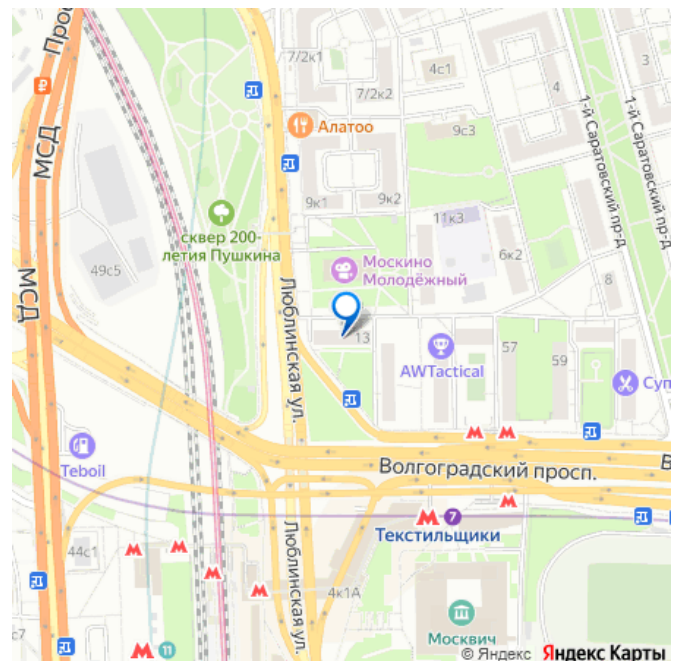 Прос
7/2к1
4с1
3
7/2к2
4
МСД
Алатоо
9с3
1-й Саратовский пр-д
1-й Саратовский пр-д
9к1
9к2
11к3
сквер 200-
летия Пушкина
6к2
49с5
Москино
Молодёжный
8
МСД
Люблинская ул.
13
57
AWTactical
59
Суп
Teboil
Волгоградский просп.
В
7
Текстильщики
Люблинская ул.
44с1
4к1А
с7
11
Москвич
© Яндекс Яндекс Карты